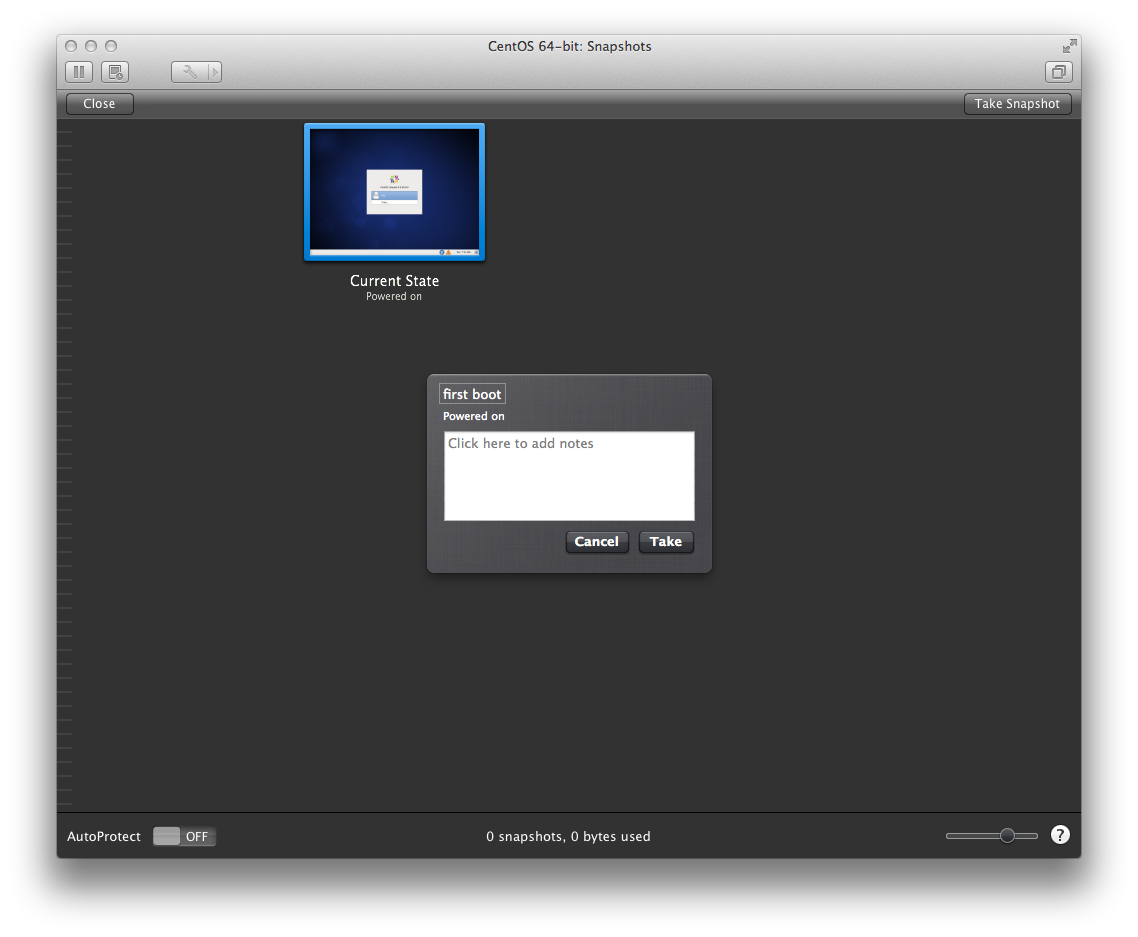 CentOS 64-bit: Snapshots
Close
Take Snapshot
Current State
Powered on
first boot
Powered on
Click here to add notes
Cancel
Take
AutoProtect
OFF
0 snapshots, 0 bytes used
?